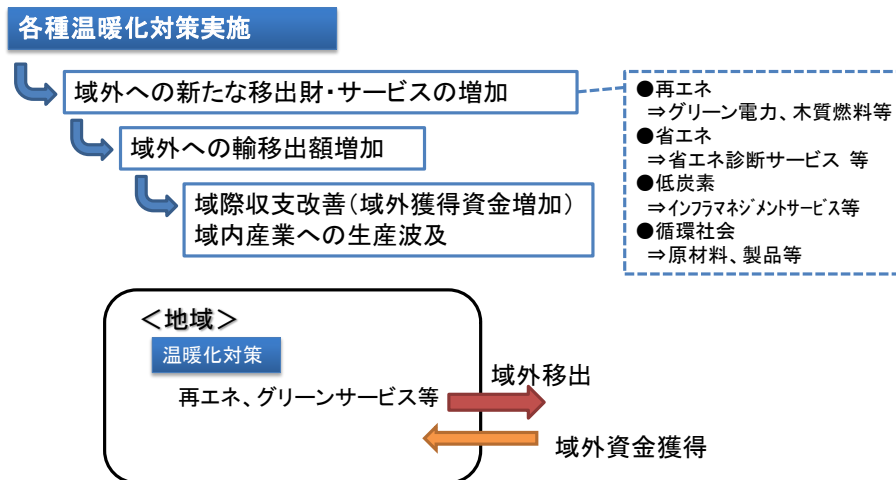 各種温暖化対策実施
域外への新たな移出財・サービスの増加
域外への輸移出額増加
域際収支改善(域外獲得資金増加)
域内産業への生産波及
●再エネ
⇒グリーン電力、木質燃料等
●省エネ
⇒省エネ診断サービス 等
●低炭素
⇒インフラマネジメントサービス等
●循環社会
⇒原材料、製品等
＜地域＞
温暖化対策
再エネ、グリーンサービス等
域外移出
域外資金獲得